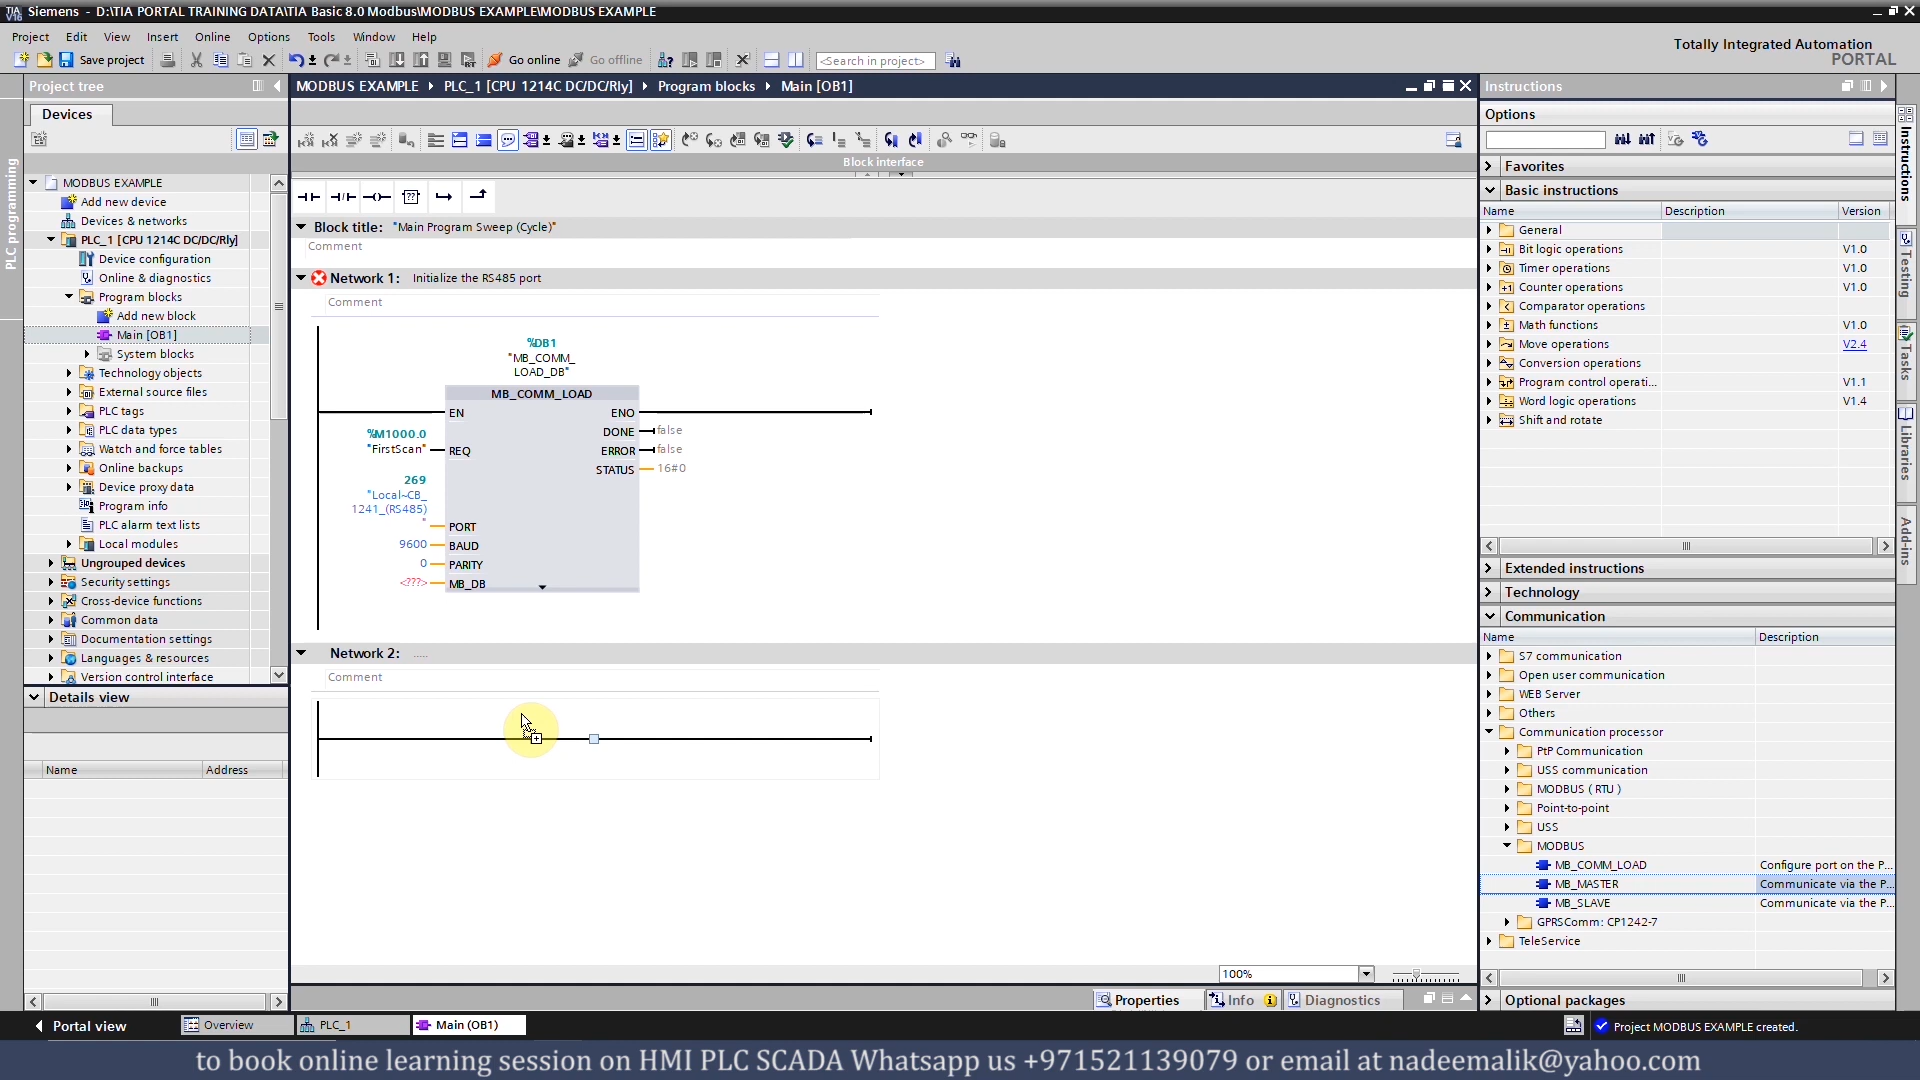 Siemens - D:\TIA PORTAL TRAINING DATA\TIA Basic 8.0 Modbus\MODBUS EXAMPLE\MODBUS EXAMPLE
Project Edit View Insert Online Options Tools Window Help
Save project
Go online
Go offline
<Search in project>
Totally Integrated Automation
PORTAL
Project tree
Devices
PLC programming
MODBUS EXAMPLE
Add new device
Devices & networks
PLC_1 [CPU 1214C DC/DC/Rly]
Device configuration
Online & diagnostics
Program blocks
Add new block
Main [OB1]
System blocks
Technology objects
External source files
PLC tags
PLC data types
Watch and force tables
Online backups
Device proxy data
Program info
PLC alarm text lists
Local modules
Ungrouped devices
Security settings
Cross-device functions
Common data
Documentation settings
Languages & resources
Version control interface
Details view
Name Address
MODBUS EXAMPLE PLC_1 [CPU 1214C DC/DC/Rly] Program blocks Main [OB1]
Block interface
Block title: "Main Program Sweep (Cycle)"
Comment
Network 1: Initialize the RS485 port
Comment
%DB1
"MB_COMM_
LOAD_DB"
MB_COMM_LOAD
EN ENO
DONE false
%M1000.0
"FirstScan" REQ
ERROR false
STATUS 16#0
269
"Local~CB_
1241_(RS485)
"
PORT
9600 BAUD
0 PARITY
<???> MB_DB
Network 2: .....
Comment
100%
Properties Info Diagnostics
Instructions
Options
Favorites
Basic instructions
Name Description Version
General
Bit logic operations V1.0
Timer operations V1.0
Counter operations V1.0
Comparator operations
Math functions V1.0
Move operations V2.4
Conversion operations
Program control operati... V1.1
Word logic operations V1.4
Shift and rotate
Extended instructions
Technology
Communication
Name Description
S7 communication
Open user communication
WEB Server
Others
Communication processor
PtP Communication
USS communication
MODBUS (RTU)
Point-to-point
USS
MODBUS
MB_COMM_LOAD Configure port on the P...
MB_MASTER Communicate via the P...
MB_SLAVE Communicate via the P...
GPRSComm: CP1242-7
TeleService
Optional packages
Instructions
Testing
Tasks
Libraries
Add-ins
Portal view
Overview
PLC_1
Main (OB1)
Project MODBUS EXAMPLE created.
to book online learning session on HMI PLC SCADA Whatsapp us +971521139079 or email at nadeemalik@yahoo.com